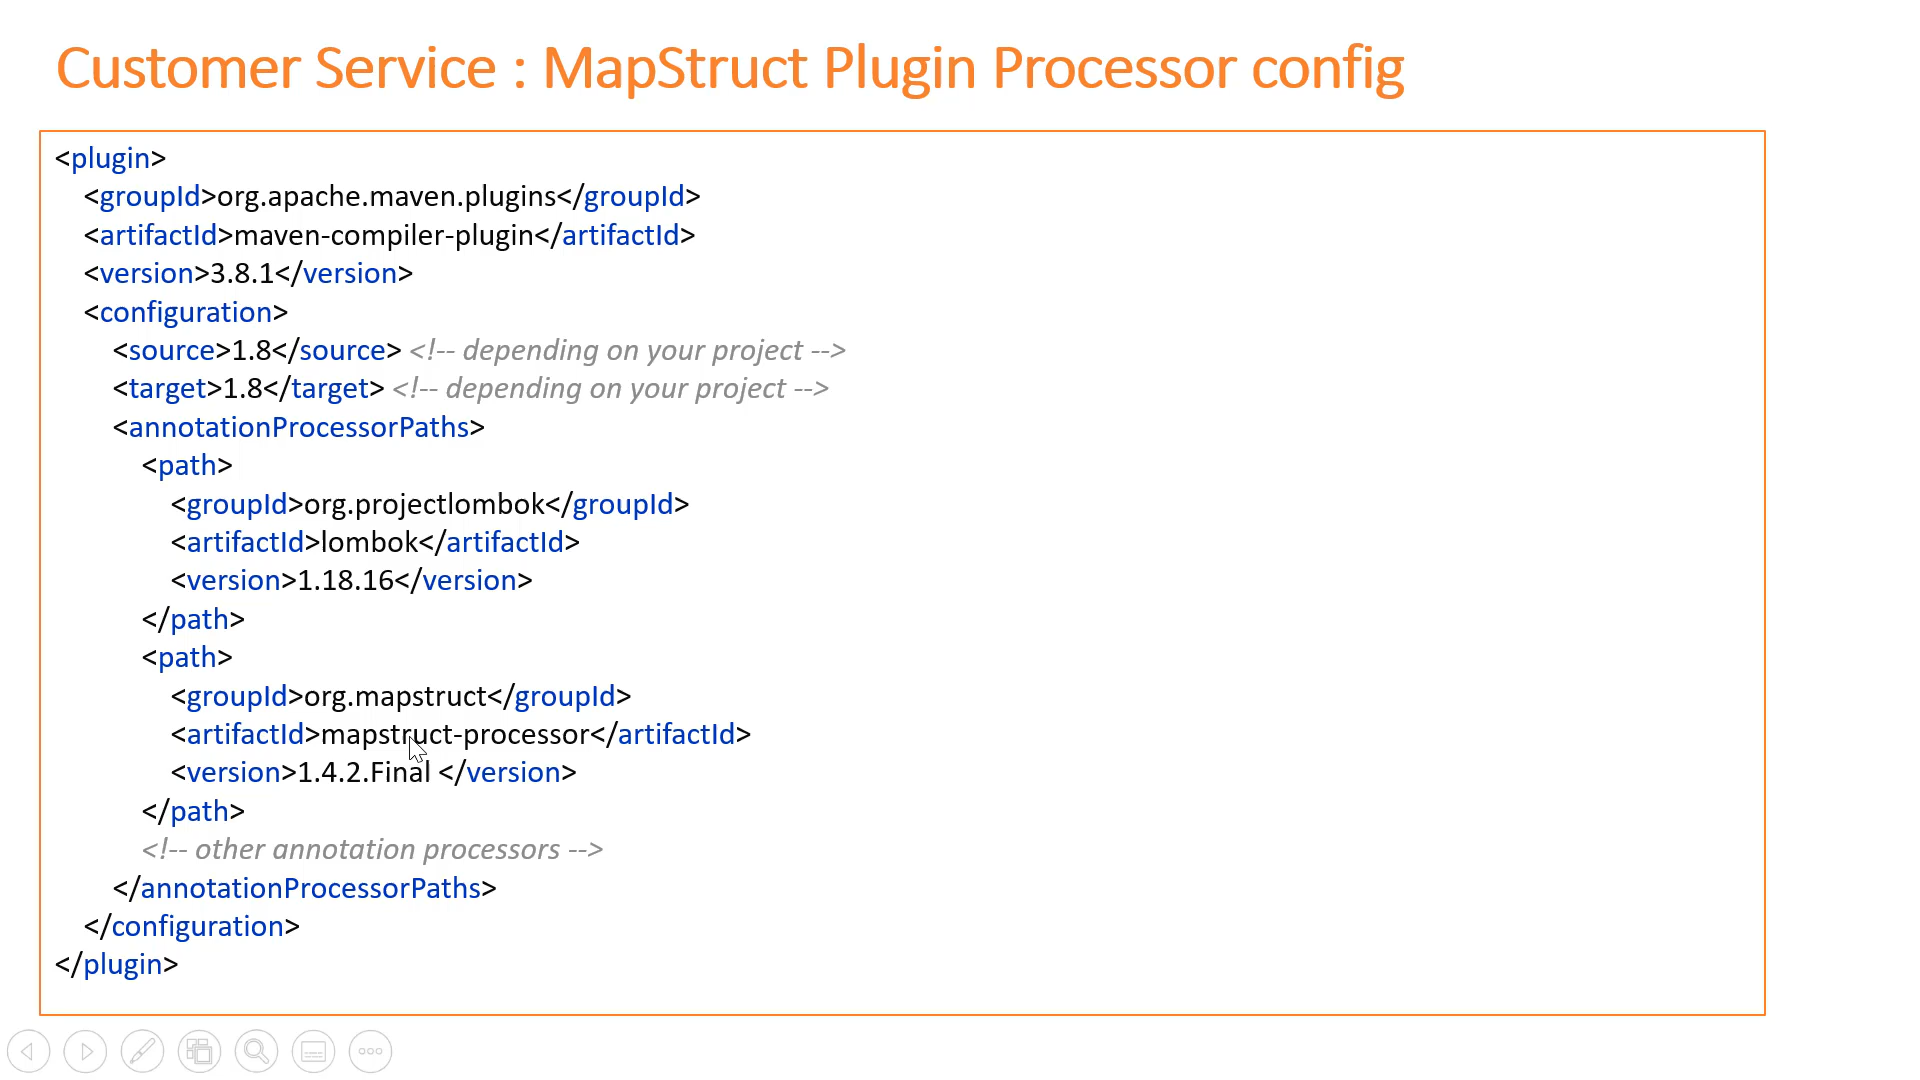 Customer Service : MapStruct Plugin Processor config
<plugin>
<groupId>org.apache.maven.plugins</groupId>
<artifactId>maven-compiler-plugin</artifactId>
<version>3.8.1</version>
<configuration>
<source>1.8</source> <!-- depending on your project -->
<target>1.8</target> <!-- depending on your project -->
<annotationProcessorPaths>
<path>
<groupId>org.projectlombok</groupId>
<artifactId>lombok</artifactId>
<version>1.18.16</version>
</path>
<path>
<groupId>org.mapstruct</groupId>
<artifactId>mapstruct-processor</artifactId>
<version>1.4.2.Final </version>
</path>
<!-- other annotation processors -->
</annotationProcessorPaths>
</configuration>
</plugin>